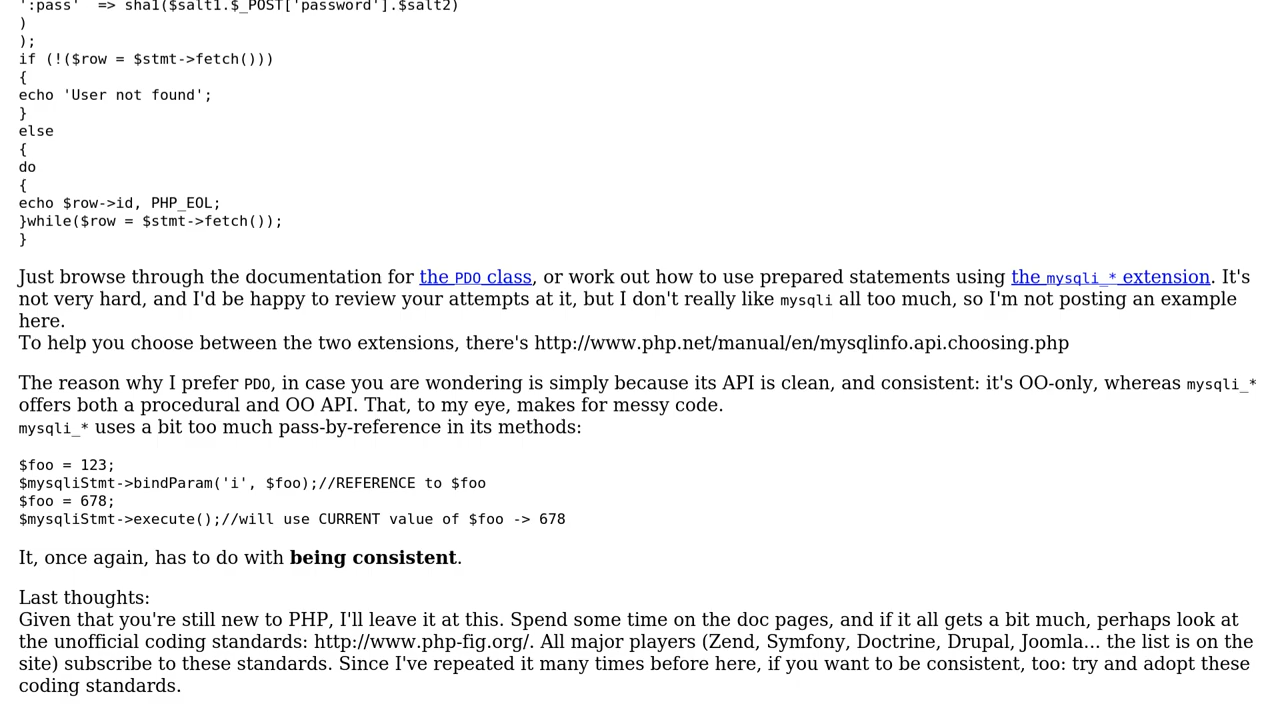 ':pass'  => sha1($salt1.$_POST['password'].$salt2)
)
);
if (!($row = $stmt->fetch()))
{
echo 'User not found';
}
else
{
do
{
echo $row->id, PHP_EOL;
}while($row = $stmt->fetch());
}
Just browse through the documentation for the PDO class, or work out how to use prepared statements using the mysqli_* extension. It's
not very hard, and I'd be happy to review your attempts at it, but I don't really like mysqli all too much, so I'm not posting an example
here.
To help you choose between the two extensions, there's http://www.php.net/manual/en/mysqlinfo.api.choosing.php
The reason why I prefer PDO, in case you are wondering is simply because its API is clean, and consistent: it's OO-only, whereas mysqli_*
offers both a procedural and OO API. That, to my eye, makes for messy code.
mysqli_* uses a bit too much pass-by-reference in its methods:
$foo = 123;
$mysqliStmt->bindParam('i', $foo);//REFERENCE to $foo
$foo = 678;
$mysqliStmt->execute();//will use CURRENT value of $foo -> 678
It, once again, has to do with being consistent.
Last thoughts:
Given that you're still new to PHP, I'll leave it at this. Spend some time on the doc pages, and if it all gets a bit much, perhaps look at
the unofficial coding standards: http://www.php-fig.org/. All major players (Zend, Symfony, Doctrine, Drupal, Joomla... the list is on the
site) subscribe to these standards. Since I've repeated it many times before here, if you want to be consistent, too: try and adopt these
coding standards.